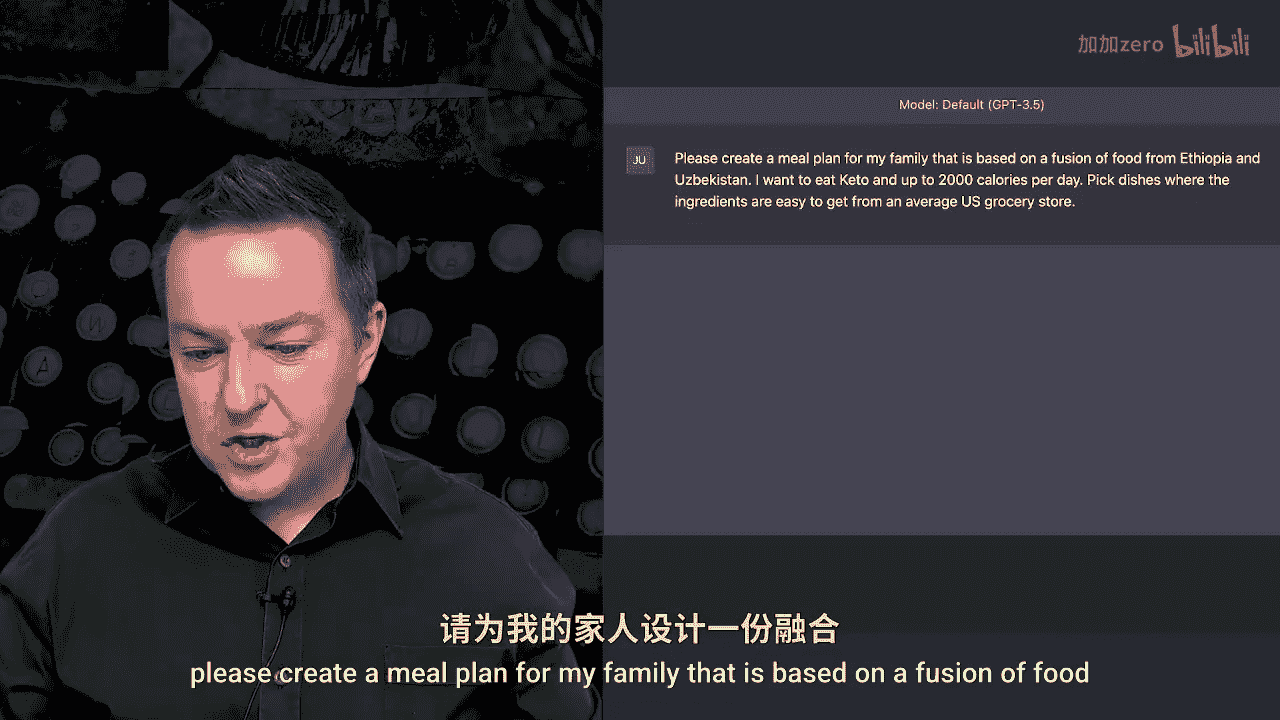 加加zero bilibili
Model: Default (GPT-3.5)
JU
Please create a meal plan for my family that is based on a fusion of food from Ethiopia and
Uzbekistan. I want to eat Keto and up to 2000 calories per day. Pick dishes where the
ingredients are easy to get from an average US grocery store.
请为我的家人设计一份融合
please create a meal plan for my family that is based on a fusion of food